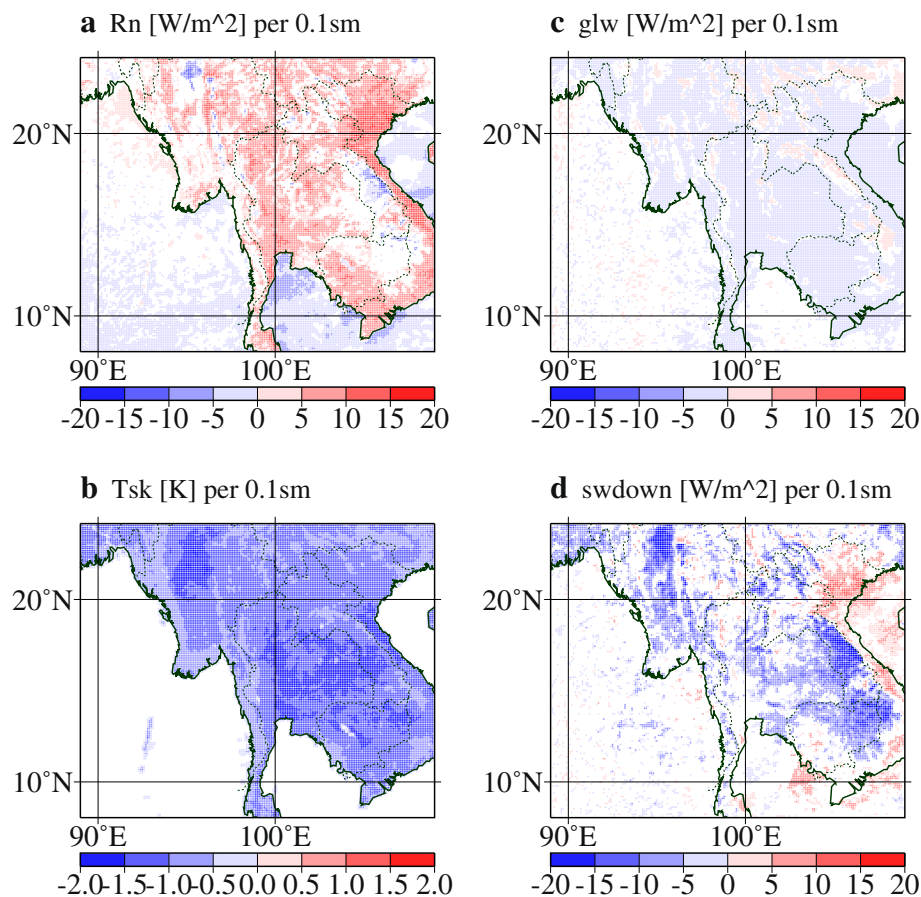 a Rn [W/m^2] per 0.1sm
20˚N
10˚N
90˚E 100˚E
-20 -15 -10 -5 0 5 10 15 20
c glw [W/m^2] per 0.1sm
20˚N
10˚N
90˚E 100˚E
-20 -15 -10 -5 0 5 10 15 20
b Tsk [K] per 0.1sm
20˚N
10˚N
90˚E 100˚E
-2.0 -1.5 -1.0 -0.5 0.0 0.5 1.0 1.5 2.0
d swdown [W/m^2] per 0.1sm
20˚N
10˚N
90˚E 100˚E
-20 -15 -10 -5 0 5 10 15 20